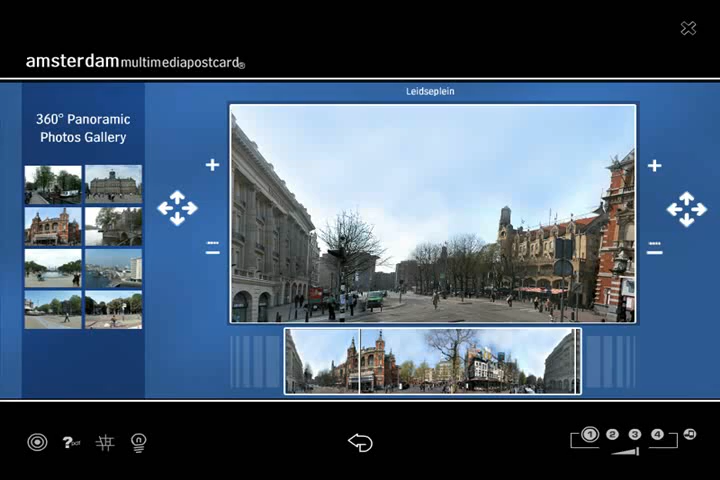 amsterdam multimediapostcard®
Leidseplein
360° Panoramic
Photos Gallery
?pdf
1 2 3 4